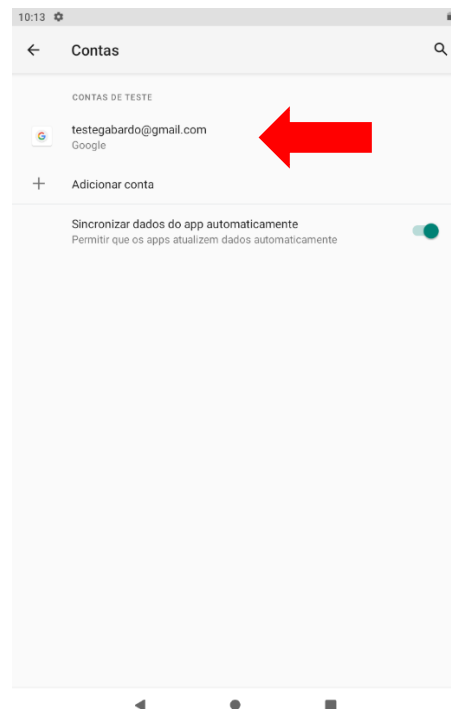 10:13
Contas
CONTAS DE TESTE
testegabardo@gmail.com
Google
Adicionar conta
Sincronizar dados do app automaticamente
Permitir que os apps atualizem dados automaticamente